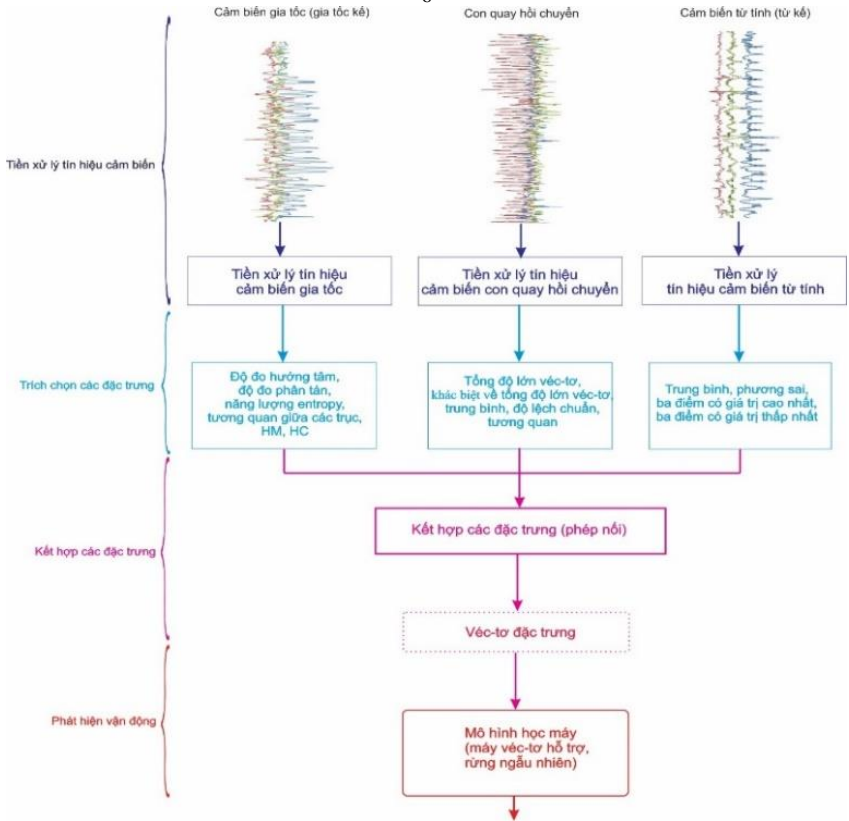 Cảm biến gia tốc (gia tốc kế)
Con quay hồi chuyển
Cảm biến từ tính (từ kế)
Tiền xử lý tín hiệu cảm biến
Tiền xử lý tín hiệu
cảm biến gia tốc
Tiền xử lý tín hiệu
cảm biến con quay hồi chuyển
Tiền xử lý
tín hiệu cảm biến từ tính
Trích chọn các đặc trưng
Độ đo hướng tâm,
độ đo phân tán,
năng lượng entropy,
tương quan giữa các trục,
HM, HC
Tổng độ lớn véc-tơ,
khác biệt về tổng độ lớn véc-tơ,
trung bình, độ lệch chuẩn,
tương quan
Trung bình, phương sai,
ba điểm có giá trị cao nhất,
ba điểm có giá trị thấp nhất
Kết hợp các đặc trưng
Kết hợp các đặc trưng (phép nối)
Véc-tơ đặc trưng
Phát hiện vận động
Mô hình học máy
(máy véc-tơ hỗ trợ,
rừng ngẫu nhiên)